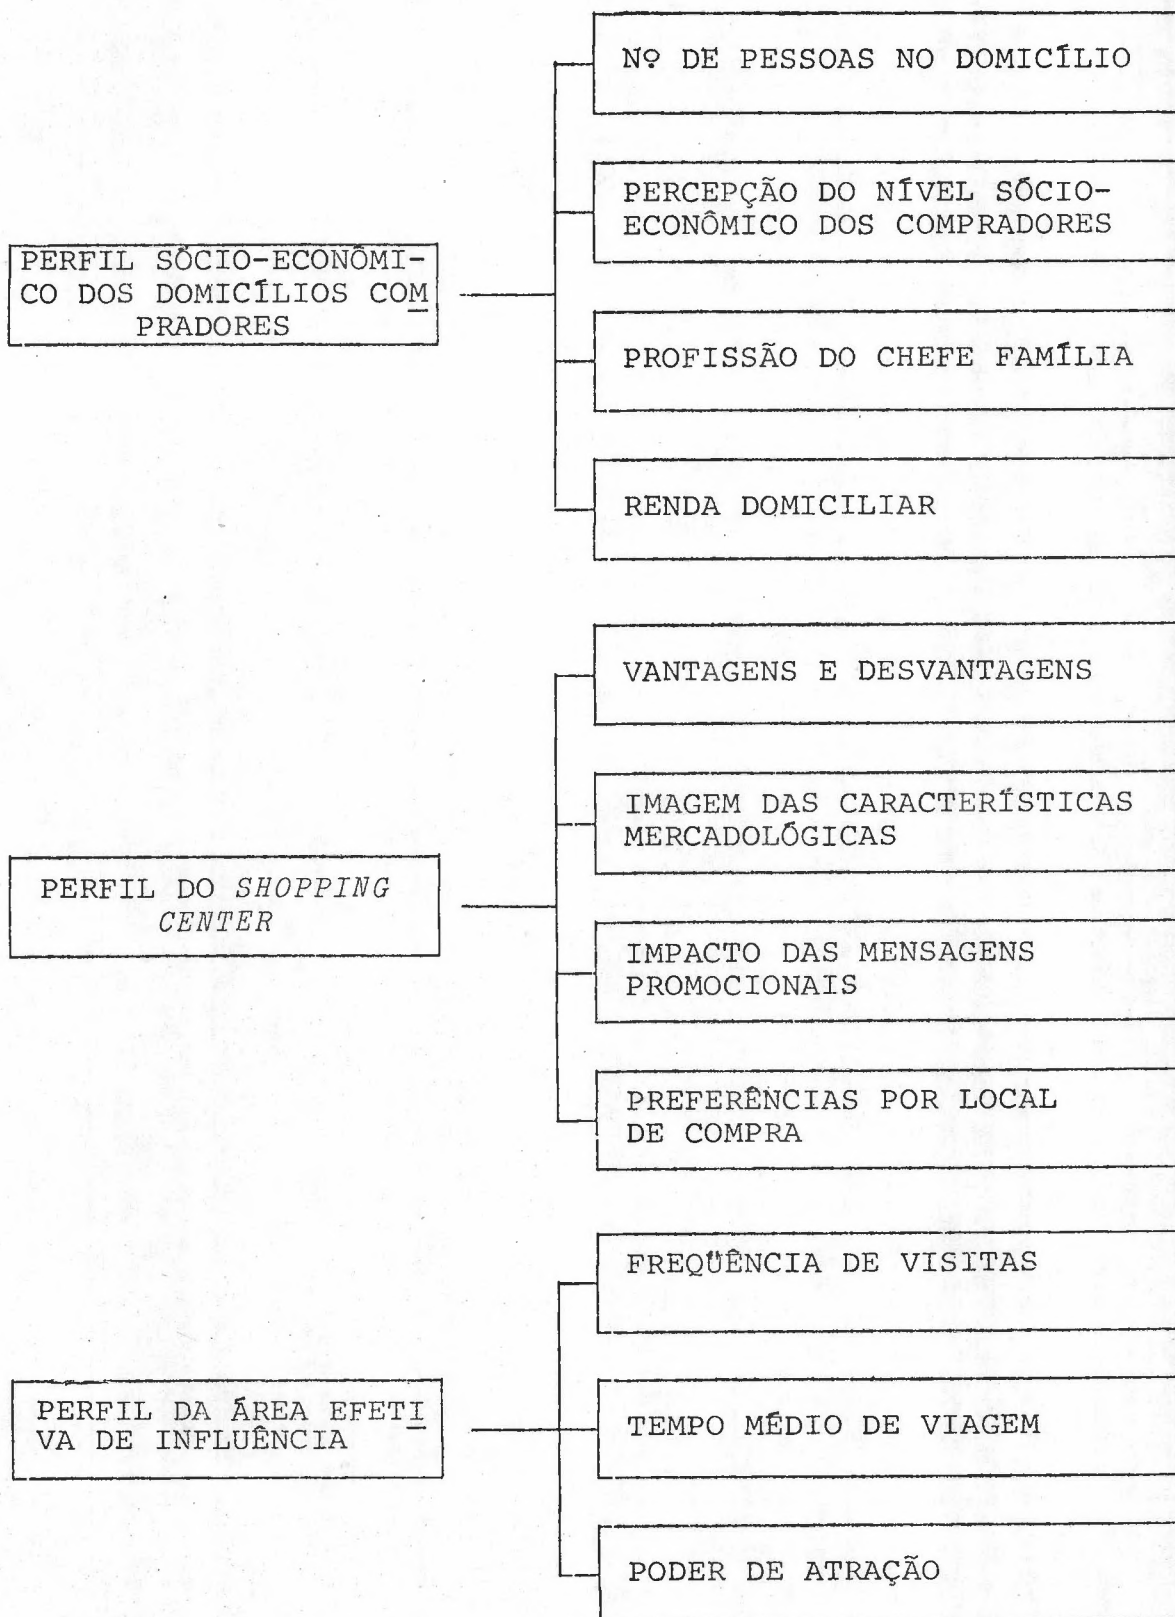 PERFIL SÓCIO-ECONÔMI-
CO DOS DOMICÍLIOS COM
PRADORES
Nº DE PESSOAS NO DOMICÍLIO
PERCEPÇÃO DO NÍVEL SÓCIO-
ECONÔMICO DOS COMPRADORES
PROFISSÃO DO CHEFE FAMÍLIA
RENDA DOMICILIAR
PERFIL DO SHOPPING
CENTER
VANTAGENS E DESVANTAGENS
IMAGEM DAS CARACTERÍSTICAS
MERCADOLÓGICAS
IMPACTO DAS MENSAGENS
PROMOCIONAIS
PREFERÊNCIAS POR LOCAL
DE COMPRA
PERFIL DA ÁREA EFETI
VA DE INFLUÊNCIA
FREQÜÊNCIA DE VISITAS
TEMPO MÉDIO DE VIAGEM
PODER DE ATRAÇÃO